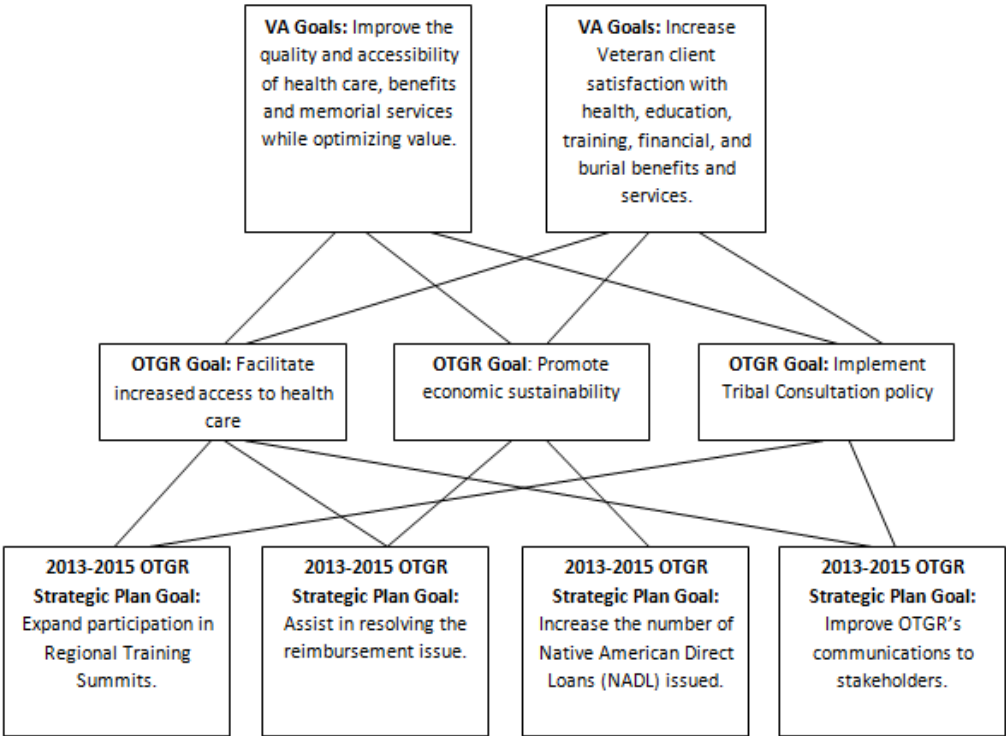 VA Goals: Improve the
quality and accessibility
of health care, benefits
and memorial services
while optimizing value.
VA Goals: Increase
Veteran client
satisfaction with
health, education,
training, financial, and
burial benefits and
services.
OTGR Goal: Facilitate
increased access to health
care
OTGR Goal: Promote
economic sustainability
OTGR Goal: Implement
Tribal Consultation policy
2013-2015 OTGR
Strategic Plan Goal:
Expand participation in
Regional Training
Summits.
2013-2015 OTGR
Strategic Plan Goal:
Assist in resolving the
reimbursement issue.
2013-2015 OTGR
Strategic Plan Goal:
Increase the number of
Native American Direct
Loans (NADL) issued.
2013-2015 OTGR
Strategic Plan Goal:
Improve OTGR’s
communications to
stakeholders.